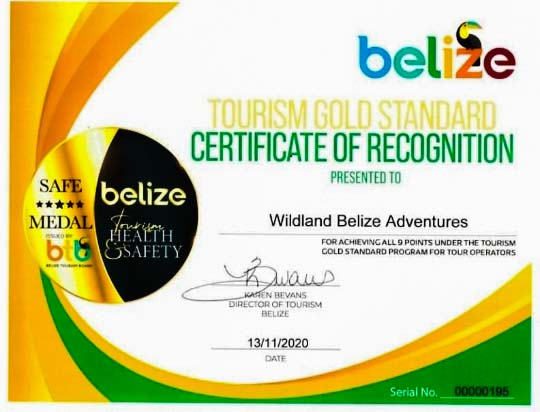 belize
TOURISM GOLD STANDARD
CERTIFICATE OF RECOGNITION
PRESENTED TO
Wildland Belize Adventures
FOR ACHIEVING ALL 9 POINTS UNDER THE TOURISM
GOLD STANDARD PROGRAM FOR TOUR OPERATORS
SAFE
★★★★★
MEDAL
ISSUED BY
btb
BELIZE TOURISM BOARD
belize
Tourism
HEALTH
& SAFETY
KBevans
KAREN BEVANS
DIRECTOR OF TOURISM
BELIZE
13/11/2020
DATE
Serial No. 00000195